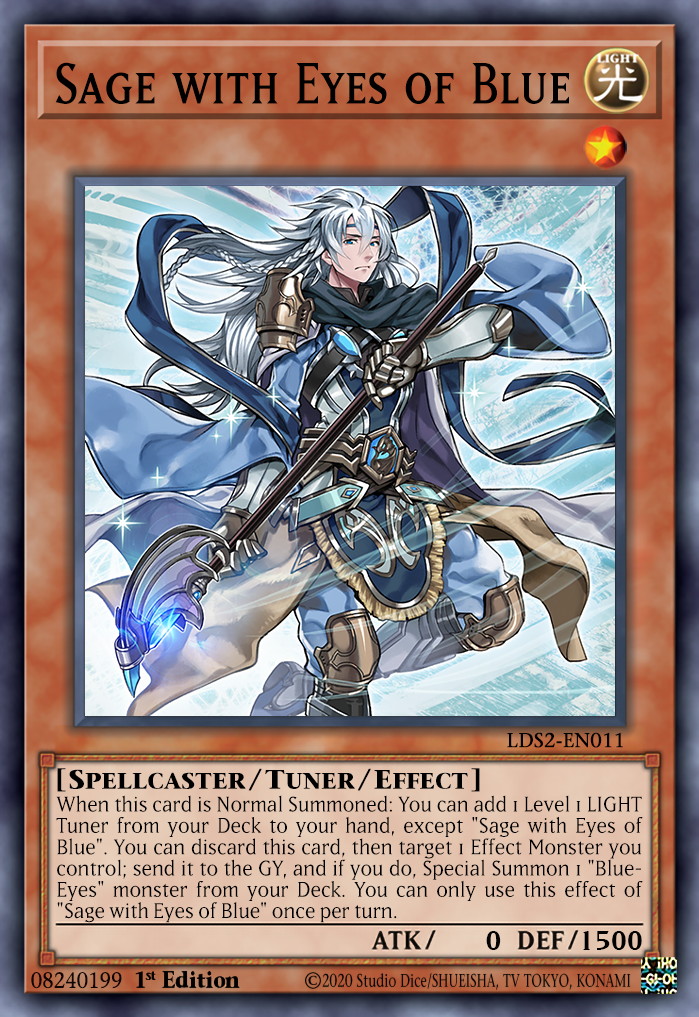 Sage with Eyes of Blue
LIGHT
光
LDS2-EN011
[Spellcaster/Tuner/Effect]
When this card is Normal Summoned: You can add 1 Level 1 LIGHT
Tuner from your Deck to your hand, except "Sage with Eyes of
Blue". You can discard this card, then target 1 Effect Monster you
control; send it to the GY, and if you do, Special Summon 1 "Blue-
Eyes" monster from your Deck. You can only use this effect of
"Sage with Eyes of Blue" once per turn.
ATK/ 0 DEF/1500
08240199 1st Edition ©2020 Studio Dice/SHUEISHA, TV TOKYO, KONAMI